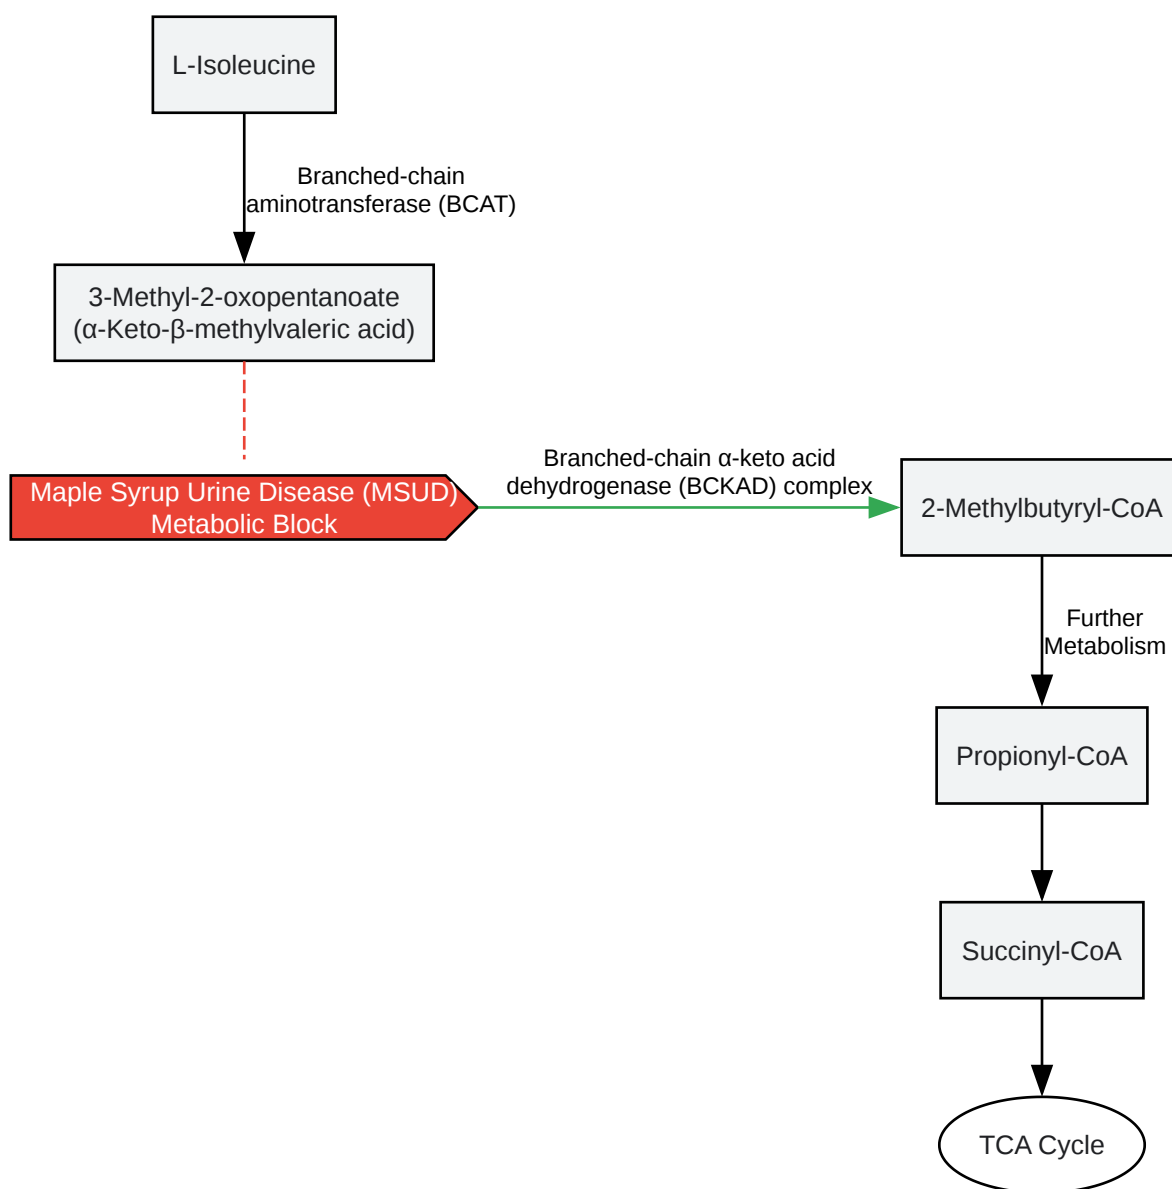 L-Isoleucine
Branched-chain
aminotransferase (BCAT)
3-Methyl-2-oxopentanoate
(α-Keto-β-methylvaleric acid)
Maple Syrup Urine Disease (MSUD)
Metabolic Block
Branched-chain α-keto acid
dehydrogenase (BCKAD) complex
2-Methylbutyryl-CoA
Further
Metabolism
Propionyl-CoA
Succinyl-CoA
TCA Cycle